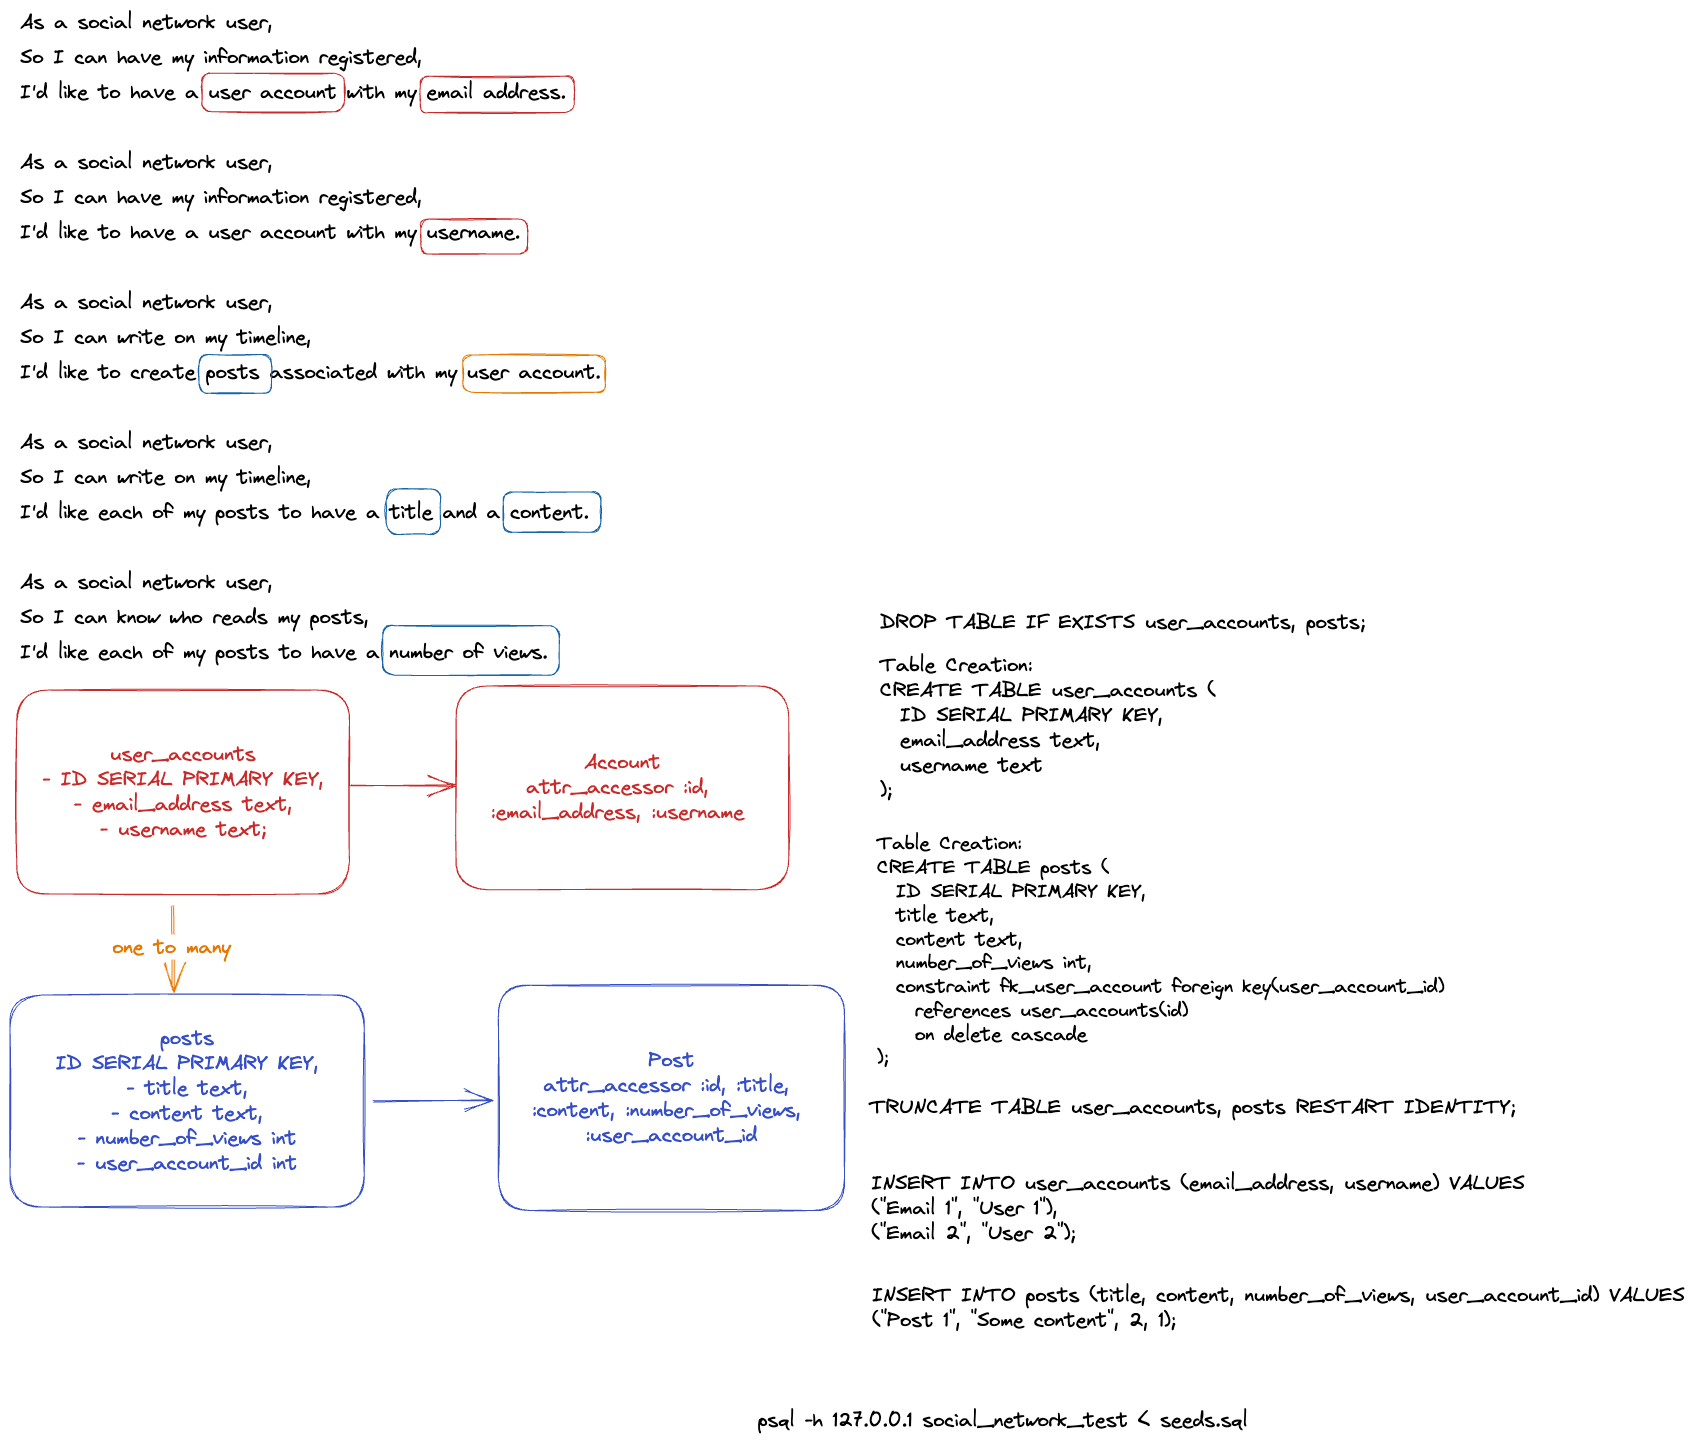 As a social network user,
So I can have my information registered,
I'd like to have a user account with my email address.
As a social network user,
So I can have my information registered,
I'd like to have a user account with my username.
As a social network user,
So I can write on my timeline,
I'd like to create posts associated with my user account.
As a social network user,
So I can write on my timeline,
I'd like each of my posts to have a title and a content.
As a social network user,
So I can know who reads my posts,
I'd like each of my posts to have a number of views.
user_accounts
- ID SERIAL PRIMARY KEY,
- email_address text,
- username text;
Account
attr_accessor :id,
:email_address, :username
one to many
posts
ID SERIAL PRIMARY KEY,
- title text,
- content text,
- number_of_views int
- user_account_id int
Post
attr_accessor :id, :title,
:content, :number_of_views,
:user_account_id
DROP TABLE IF EXISTS user_accounts, posts;
Table Creation:
CREATE TABLE user_accounts (
ID SERIAL PRIMARY KEY,
email_address text,
username text
);
Table Creation:
CREATE TABLE posts (
ID SERIAL PRIMARY KEY,
title text,
content text,
number_of_views int,
constraint fk_user_account foreign key(user_account_id)
references user_accounts(id)
on delete cascade
);
TRUNCATE TABLE user_accounts, posts RESTART IDENTITY;
INSERT INTO user_accounts (email_address, username) VALUES
("Email 1", "User 1"),
("Email 2", "User 2");
INSERT INTO posts (title, content, number_of_views, user_account_id) VALUES
("Post 1", "Some content", 2, 1);
psql -h 127.0.0.1 social_network_test < seeds.sql